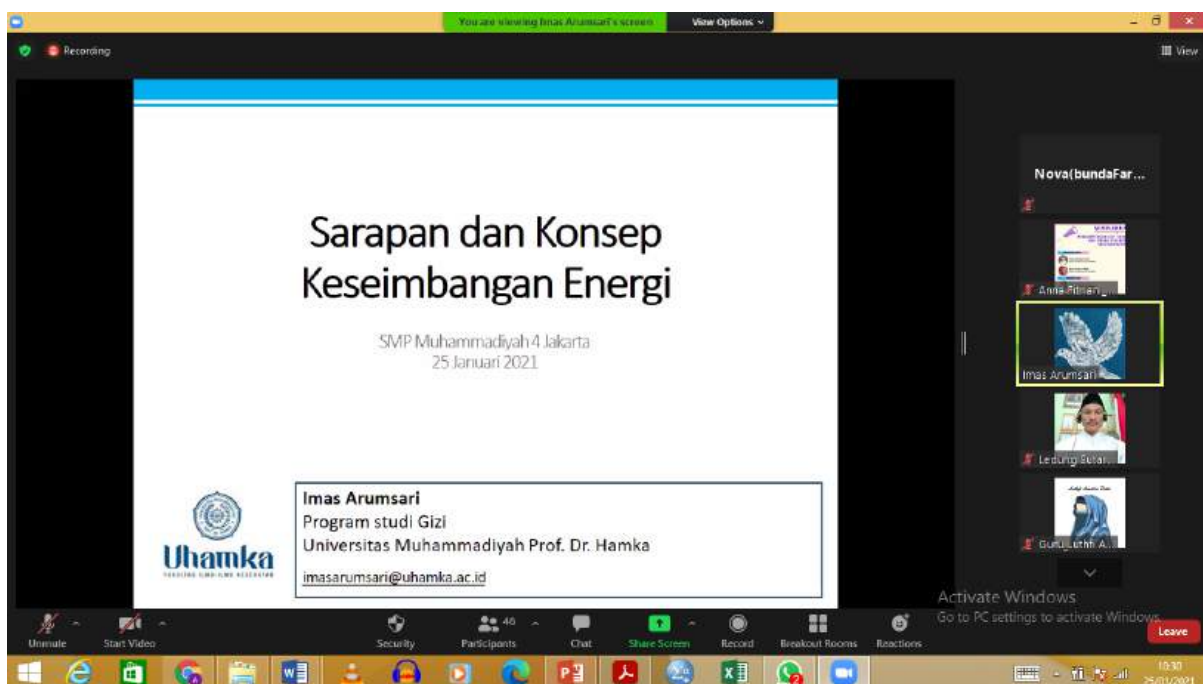 You are viewing Imas Arumsari's screen
View Options
Recording
View
Sarapan dan Konsep
Keseimbangan Energi
SMP Muhammadiyah 4 Jakarta
25 Januari 2021
Uhamka
Imas Arumsari
Program studi Gizi
Universitas Muhammadiyah Prof. Dr. Hamka
imasarumsari@uhamka.ac.id
Nova(bundaFar...
Imas Arumsari
Activate Windows
Go to PC settings to activate Windows.
Unmute
Start Video
Security
46
Participants
Chat
Share Screen
Record
Breakout Rooms
Reactions
Leave
10:30
25/01/2021